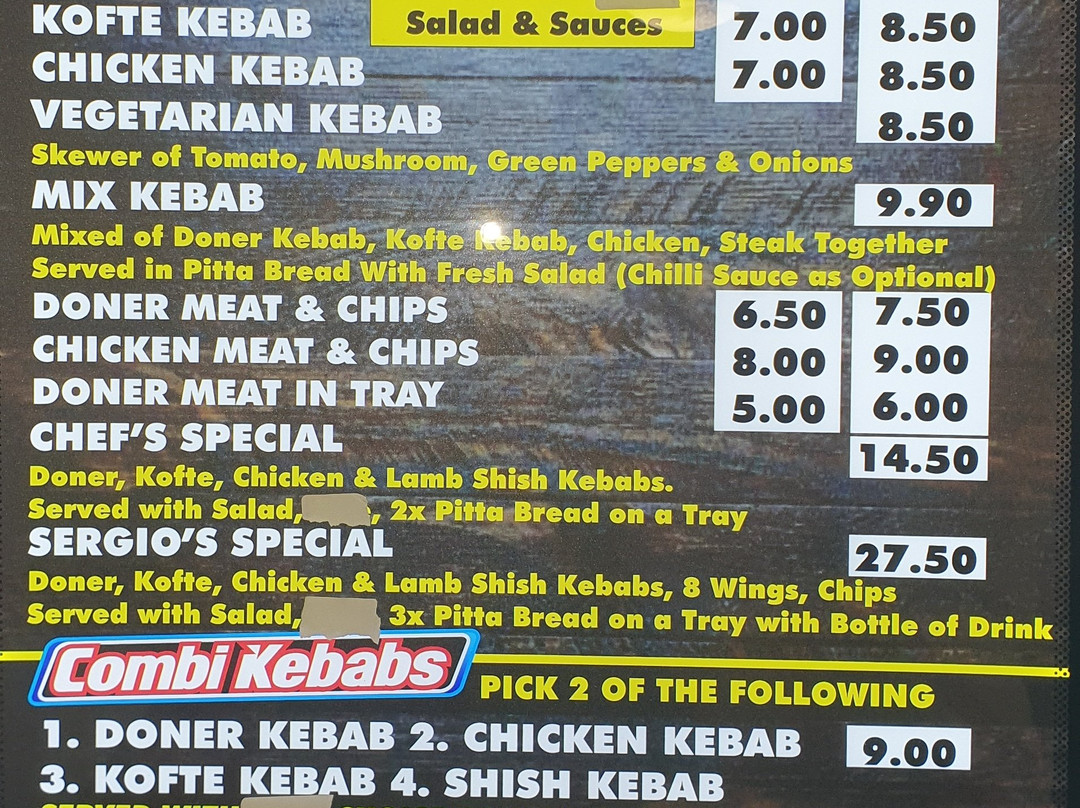 KOFTE KEBAB Salad & Sauces 7.00 8.50
CHICKEN KEBAB 7.00 8.50
VEGETARIAN KEBAB 8.50
Skewer of Tomato, Mushroom, Green Peppers & Onions
MIX KEBAB 9.90
Mixed of Doner Kebab, Kofte Kebab, Chicken, Steak Together
Served in Pitta Bread With Fresh Salad (Chilli Sauce as Optional)
DONER MEAT & CHIPS 6.50 7.50
CHICKEN MEAT & CHIPS 8.00 9.00
DONER MEAT IN TRAY 5.00 6.00
CHEF'S SPECIAL 14.50
Doner, Kofte, Chicken & Lamb Shish Kebabs.
Served with Salad, , 2x Pitta Bread on a Tray
SERGIO'S SPECIAL 27.50
Doner, Kofte, Chicken & Lamb Shish Kebabs, 8 Wings, Chips
Served with Salad, 3x Pitta Bread on a Tray with Bottle of Drink
Combi Kebabs PICK 2 OF THE FOLLOWING
1. DONER KEBAB 2. CHICKEN KEBAB 9.00
3. KOFTE KEBAB 4. SHISH KEBAB
SERVED WITH